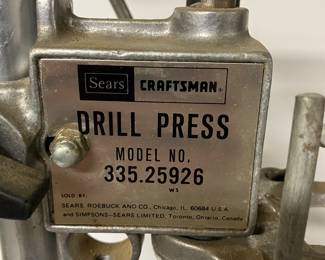 Sears CRAFTSMAN®
DRILL PRESS
MODEL NO.
335.25926
WS
SOLD BY:
SEARS, ROEBUCK AND CO., Chicago, IL 60684 U.S.A.
and SIMPSONS-SEARS LIMITED, Toronto, Ontario, Canada